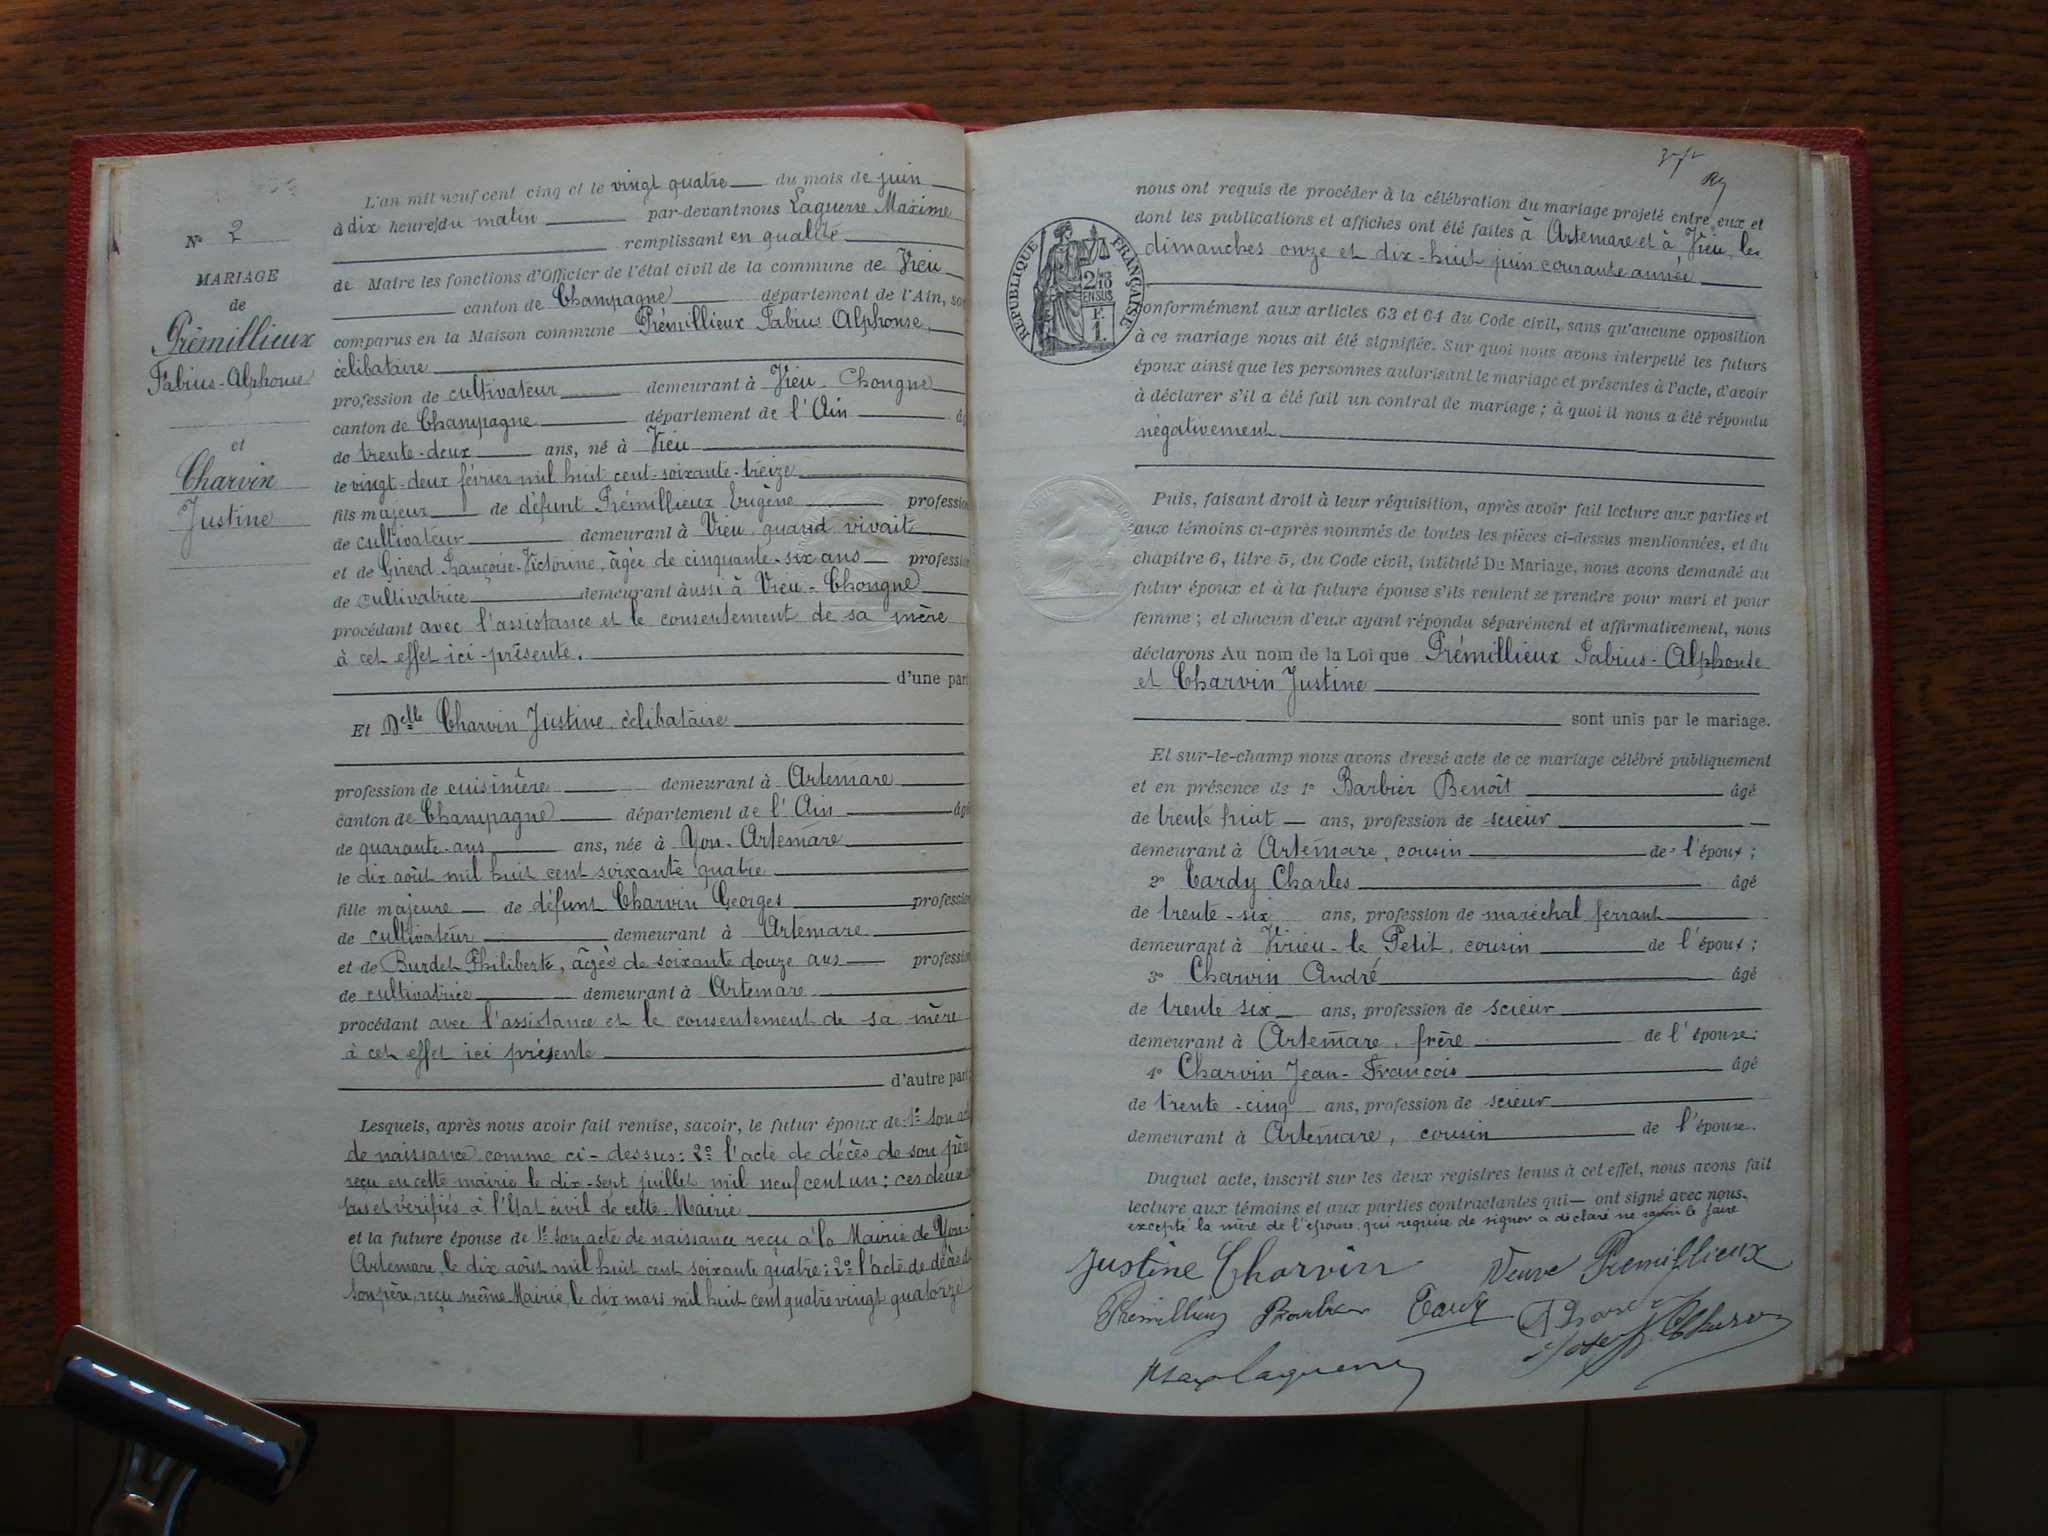 N° 2
MARIAGE
de
Prémillieux
Fabius-Alphonse
et
Charvin
Justine
L'an mil neuf cent cinq et le vingt quatre du mois de juin
à dix heures du matin par-devant nous Laguerre Maxime
remplissant en qualité
de Maire les fonctions d'Officier de l'état civil de la commune de Vieu
canton de Champagne département de l'Ain, sont
comparus en la Maison commune Prémillieux Fabius Alphonse,
célibataire
profession de cultivateur demeurant à Vieu-Chongne
canton de Champagne département de l'Ain âgé
de trente-deux ans, né à Vieu
le vingt-deux février mil huit cent-soixante-treize
fils majeur de défunt Prémillieux Eugène profession
de cultivateur demeurant à Vieu quand vivait
et de Girerd Françoise-Victorine, âgée de cinquante-six ans profession
de cultivatrice demeurant aussi à Vieu-Chongne
procédant avec l'assistance et le consentement de sa mère
à cet effet ici-présente.
d'une part
Et Delle Charvin Justine, célibataire
profession de cuisinière demeurant à Artemare
canton de Champagne département de l'Ain âgé
de quarante-ans ans, née à Yon-Artemare
le dix août mil huit cent soixante quatre
fille majeure de défunt Charvin Georges profession
de cultivateur demeurant à Artemare
et de Burdet Philiberte, âgée de soixante douze ans profession
de cultivatrice demeurant à Artemare
procédant avec l'assistance et le consentement de sa mère
à cet effet ici présente
d'autre part
Lesquels, après nous avoir fait remise, savoir, le futur époux de 1° son acte
de naissance comme ci-dessus: 2° l'acte de décès de son père
reçu en cette mairie le dix-sept juillet mil neuf cent un; ces deux
lus et vérifiés à l'Etat civil de cette Mairie
et la future épouse de 1° son acte de naissance reçu à la Mairie de Yon-
Artemare, le dix août mil huit cent soixante quatre: 2° l'acte de décès de
son père, reçu même Mairie, le dix mars mil huit cent quatre vingt quatorze
RÉPUBLIQUE FRANÇAISE
2/10 EN SUS
F. 1
nous ont requis de procéder à la célébration du mariage projeté entre eux et
dont les publications et affiches ont été faites à Artemare et à Vieu, les
dimanches onze et dix-huit juin courante année
conformément aux articles 63 et 64 du Code civil, sans qu'aucune opposition
à ce mariage nous ait été signifiée. Sur quoi nous avons interpellé les futurs
époux ainsi que les personnes autorisant le mariage et présentes à l'acte, d'avoir
à déclarer s'il a été fait un contrat de mariage; à quoi il nous a été répondu
négativement
Puis, faisant droit à leur réquisition, après avoir fait lecture aux parties et
aux témoins ci-après nommés de toutes les pièces ci-dessus mentionnées, et du
chapitre 6, titre 5, du Code civil, intitulé Du Mariage, nous avons demandé au
futur époux et à la future épouse s'ils veulent se prendre pour mari et pour
femme; et chacun d'eux ayant répondu séparément et affirmativement, nous
déclarons Au nom de la Loi que Prémillieux Fabius-Alphonse
et Charvin Justine
sont unis par le mariage.
Et sur-le-champ nous avons dressé acte de ce mariage célébré publiquement
et en présence de 1° Barbier Benoît âgé
de trente huit ans, profession de scieur
demeurant à Artemare, cousin de l'époux;
2° Tardy Charles âgé
de trente-six ans, profession de maréchal ferrant
demeurant à Virieu-le Petit, cousin de l'époux;
3° Charvin André âgé
de trente six ans, profession de scieur
demeurant à Artemare, frère de l'épouse;
4° Charvin Jean-François âgé
de trente-cinq ans, profession de scieur
demeurant à Artemare, cousin de l'épouse.
Duquel acte, inscrit sur les deux registres tenus à cet effet, nous avons fait
lecture aux témoins et aux parties contractantes qui ont signé avec nous.
excepté la mère de l'épouse, qui requise de signer a déclaré ne savoir le faire
Justine Charvin Veuve Prémillieux
Prémillieux Barbier Tardy
Charvin
Max Laguerre